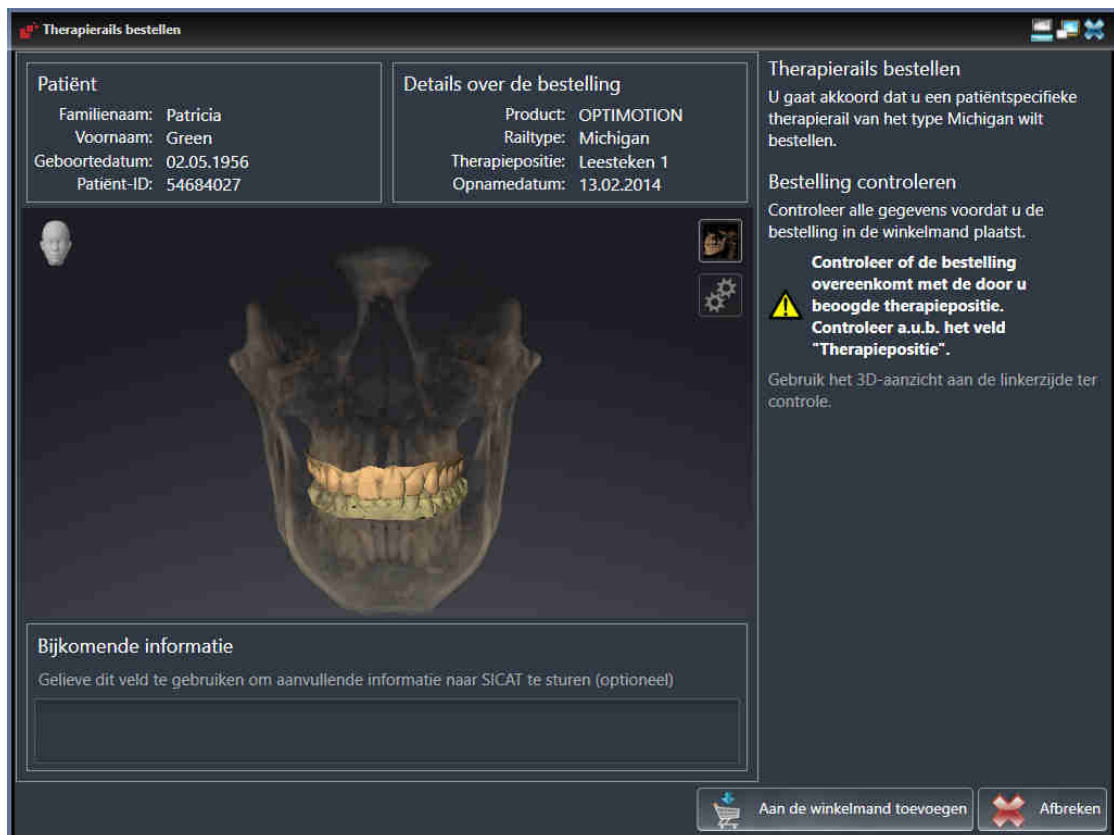 Therapierails bestellen
Patiënt
Familienaam: Patricia
Voornaam: Green
Geboortedatum: 02.05.1956
Patiënt-ID: 54684027
Details over de bestelling
Product: OPTIMOTION
Railtype: Michigan
Therapiepositie: Leesteken 1
Opnamedatum: 13.02.2014
Bijkomende informatie
Gelieve dit veld te gebruiken om aanvullende informatie naar SICAT te sturen (optioneel)
Therapierails bestellen
U gaat akkoord dat u een patiëntspecifieke
therapierail van het type Michigan wilt
bestellen.
Bestelling controleren
Controleer alle gegevens voordat u de
bestelling in de winkelmand plaatst.
Controleer of de bestelling
overeenkomt met de door u
beoogde therapiepositie.
Controleer a.u.b. het veld
"Therapiepositie".
Gebruik het 3D-aanzicht aan de linkerzijde ter
controle.
Aan de winkelmand toevoegen
Afbreken